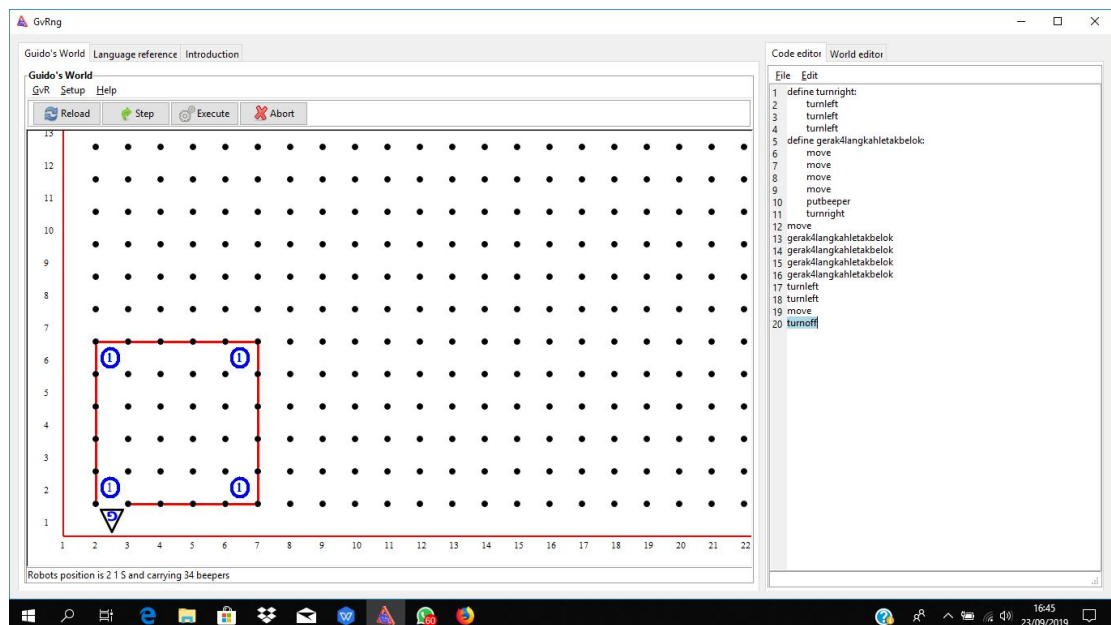 GvRng
Guido's World Language reference Introduction
Guido's World
GvR Setup Help
Reload Step Execute Abort
13
12
11
10
9
8
7
6 1 1
5
4
3
2 1 1
1 G
1 2 3 4 5 6 7 8 9 10 11 12 13 14 15 16 17 18 19 20 21 22
Robots position is 2 1 S and carrying 34 beepers
Code editor World editor
File Edit
1 define turnright:
2 turnleft
3 turnleft
4 turnleft
5 define gerak4langkahletakbelok:
6 move
7 move
8 move
9 move
10 putbeeper
11 turnright
12 move
13 gerak4langkahletakbelok
14 gerak4langkahletakbelok
15 gerak4langkahletakbelok
16 gerak4langkahletakbelok
17 turnleft
18 turnleft
19 move
20 turnoff
60
16:45
23/09/2019